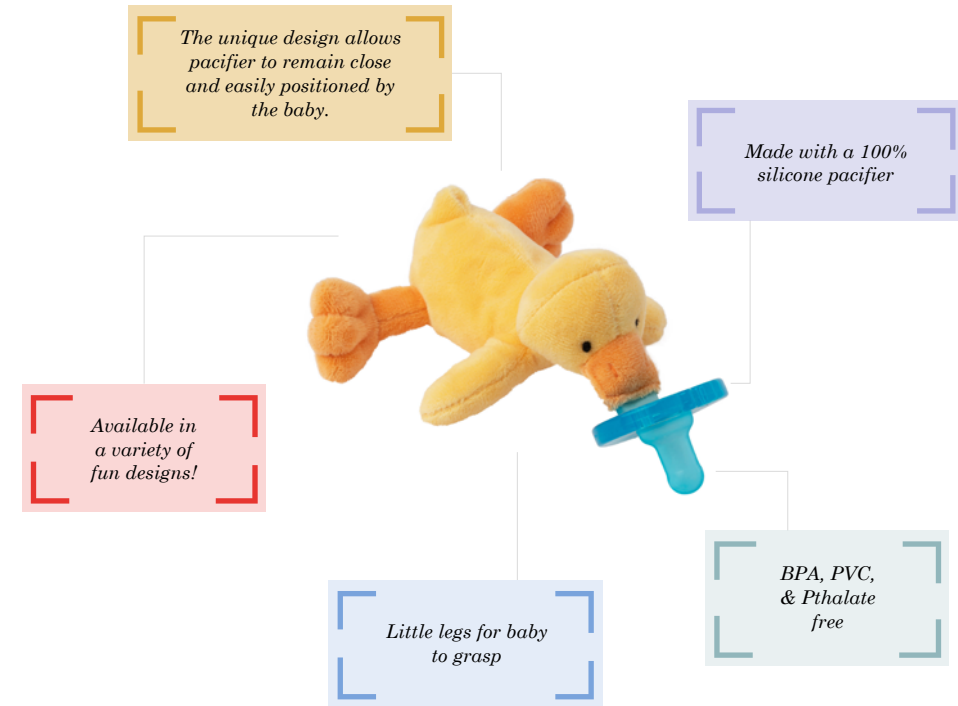 The unique design allows
pacifier to remain close
and easily positioned by
the baby.
Made with a 100%
silicone pacifier
Available in
a variety of
fun designs!
Little legs for baby
to grasp
BPA, PVC,
& Pthalate
free